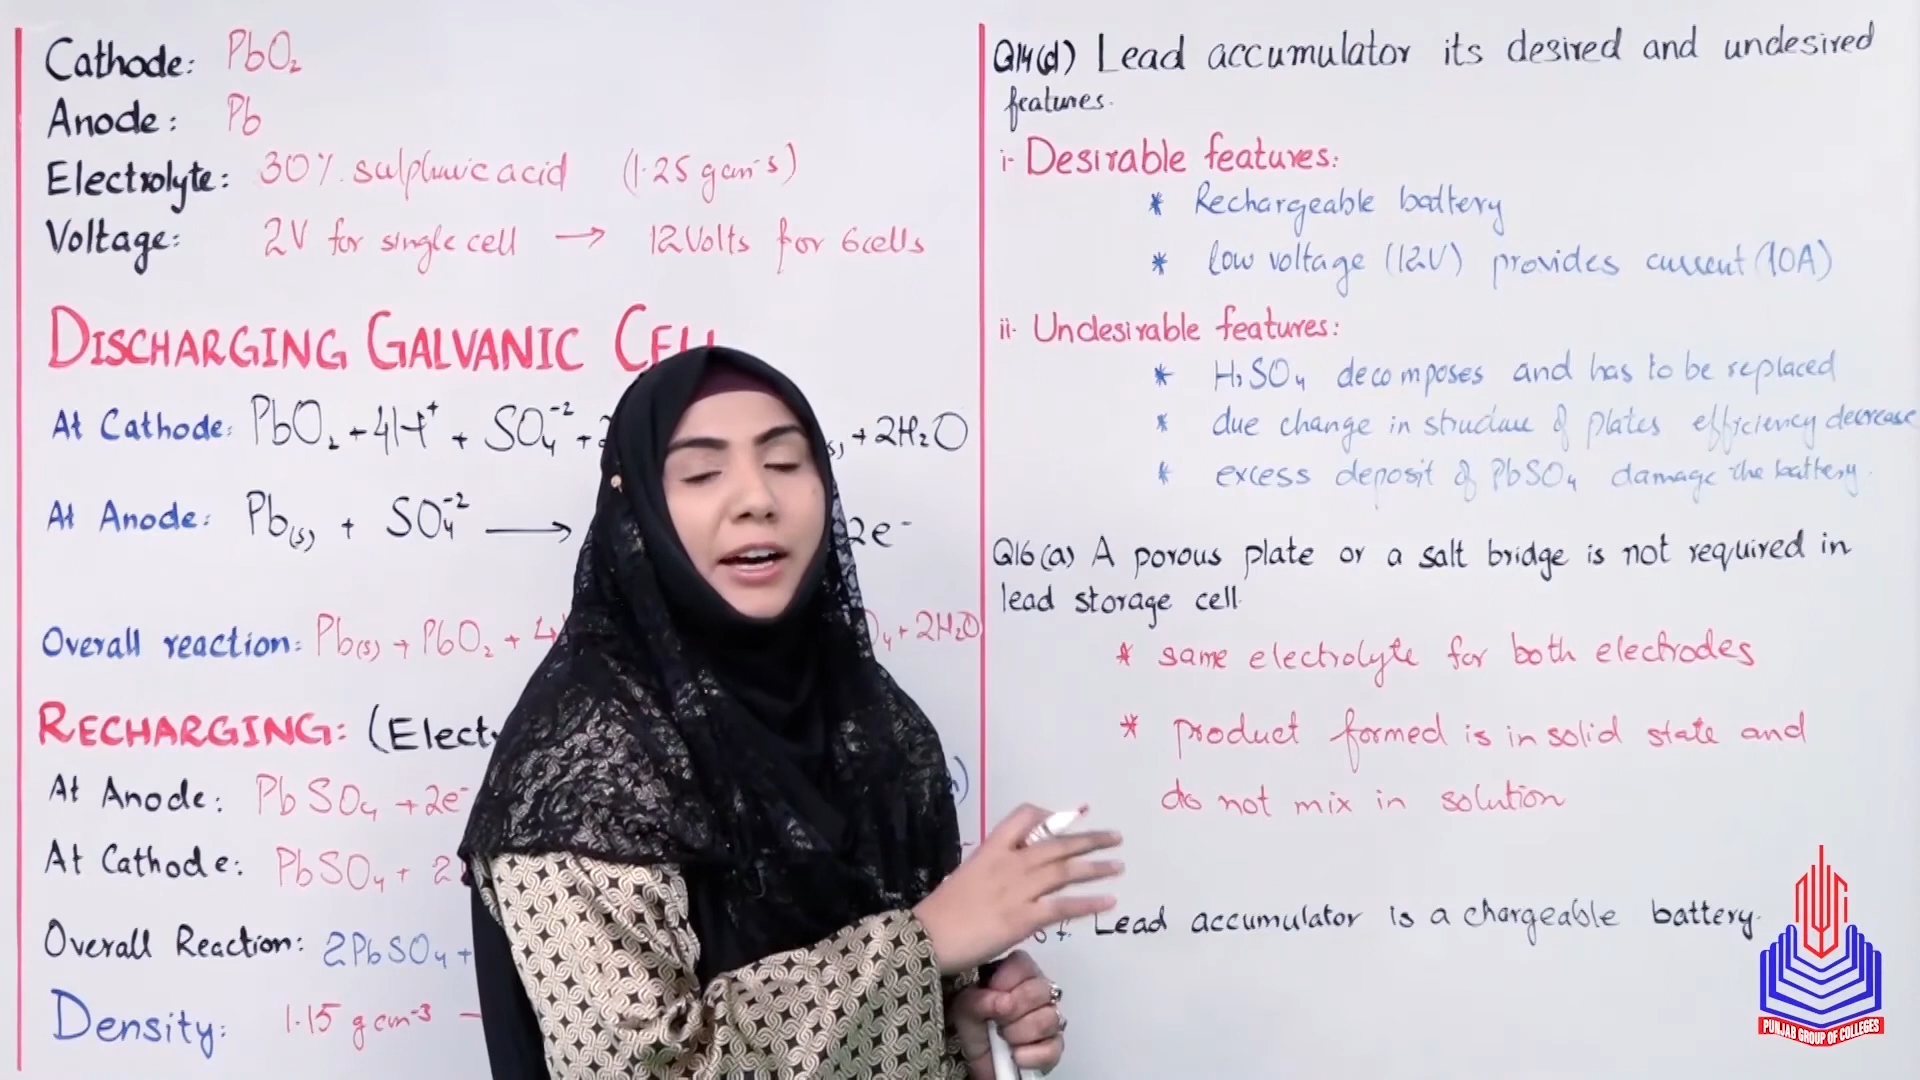 Cathode: PbO₂
Anode: Pb
Electrolyte: 30% sulphuric acid (1.25 gcm⁻³)
Voltage: 2V for single cell → 12Volts for 6cells
DISCHARGING GALVANIC CELL
At Cathode: PbO₂ + 4H⁺ + SO₄⁻² + 2 (s) + 2H₂O
At Anode: Pb(s) + SO₄⁻² → 2e⁻
Overall reaction: Pb(s) + PbO₂ + 4 O₄ + 2H₂O
RECHARGING: (Elect
At Anode: PbSO₄ + 2e⁻
At Cathode: PbSO₄ + 2
Overall Reaction: 2PbSO₄ +
Density: 1.15 gcm⁻³
Q14(d) Lead accumulator its desired and undesired
features.
i- Desirable features:
* Rechargeable battery
* low voltage (12V) provides current (10A)
ii- Undesirable features:
* H₂SO₄ decomposes and has to be replaced
* due change in structure of plates efficiency decrease
* excess deposit of PbSO₄ damage the battery.
Q16(a) A porous plate or a salt bridge is not required in
lead storage cell.
* same electrolyte for both electrodes
* product formed is in solid state and
do not mix in solution
Lead accumulator is a chargeable battery.
PUNJAB GROUP OF COLLEGES